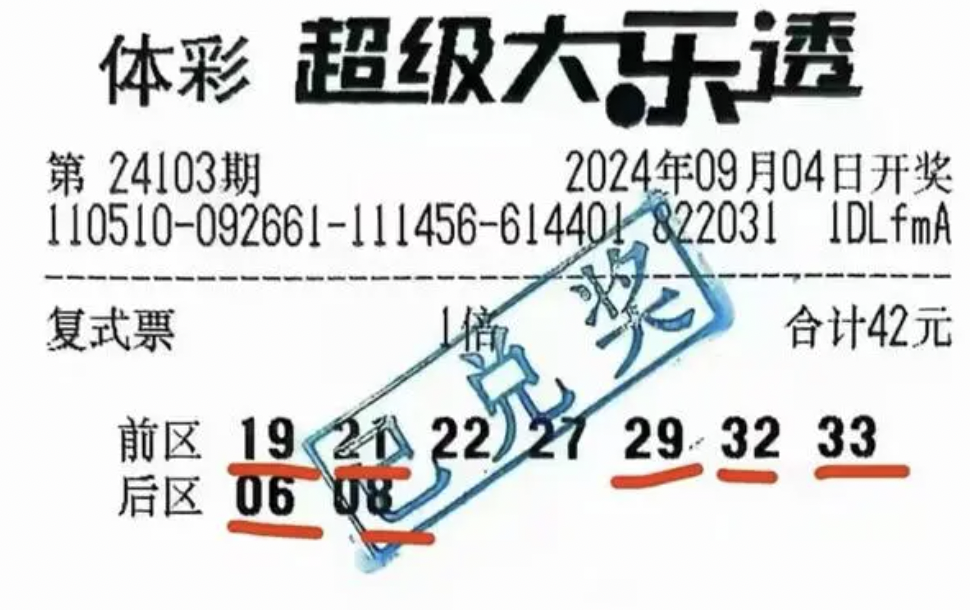 体彩 超级大乐透
第 24103期 2024年09月04日开奖
110510-092661-111456-614401 822031 1DLfmA
复式票 1倍 合计42元
已兑奖
前区 19 21 22 27 29 32 33
后区 06 08